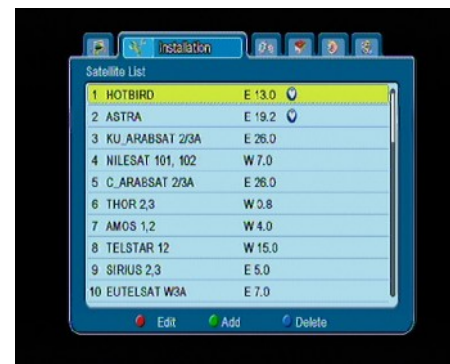 Installation
Satellite List
1 HOTBIRD E 13.0
2 ASTRA E 19.2
3 KU_ARABSAT 2/3A E 26.0
4 NILESAT 101, 102 W 7.0
5 C_ARABSAT 2/3A E 26.0
6 THOR 2,3 W 0.8
7 AMOS 1,2 W 4.0
8 TELSTAR 12 W 15.0
9 SIRIUS 2,3 E 5.0
10 EUTELSAT W3A E 7.0
Edit Add Delete